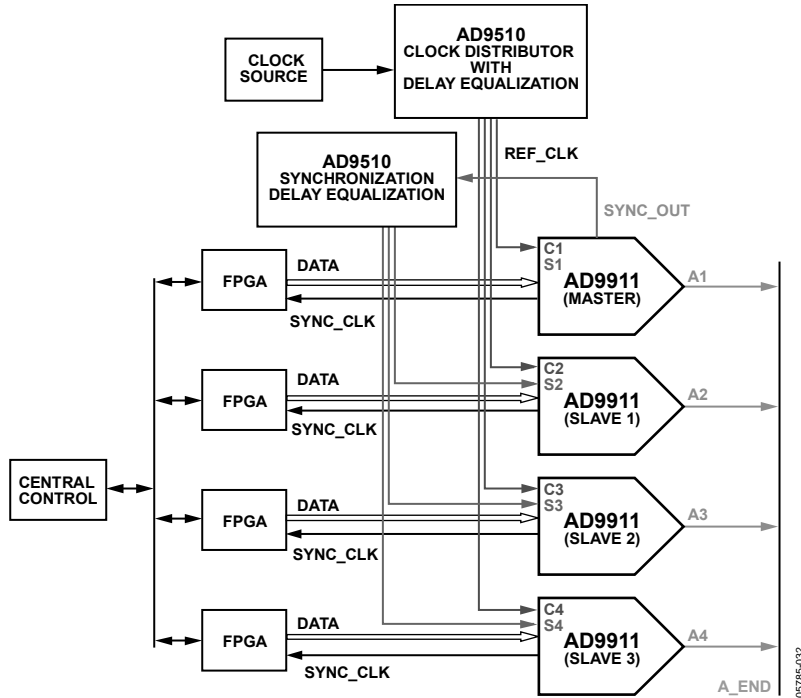 AD9510
CLOCK DISTRIBUTOR
WITH
DELAY EQUALIZATION
CLOCK
SOURCE
AD9510
SYNCHRONIZATION
DELAY EQUALIZATION
REF_CLK
SYNC_OUT
FPGA
DATA
SYNC_CLK
C1
S1
AD9911
(MASTER)
A1
FPGA
DATA
SYNC_CLK
C2
S2
AD9911
(SLAVE 1)
A2
CENTRAL
CONTROL
FPGA
DATA
SYNC_CLK
C3
S3
AD9911
(SLAVE 2)
A3
FPGA
DATA
SYNC_CLK
C4
S4
AD9911
(SLAVE 3)
A4
A_END
05785-032